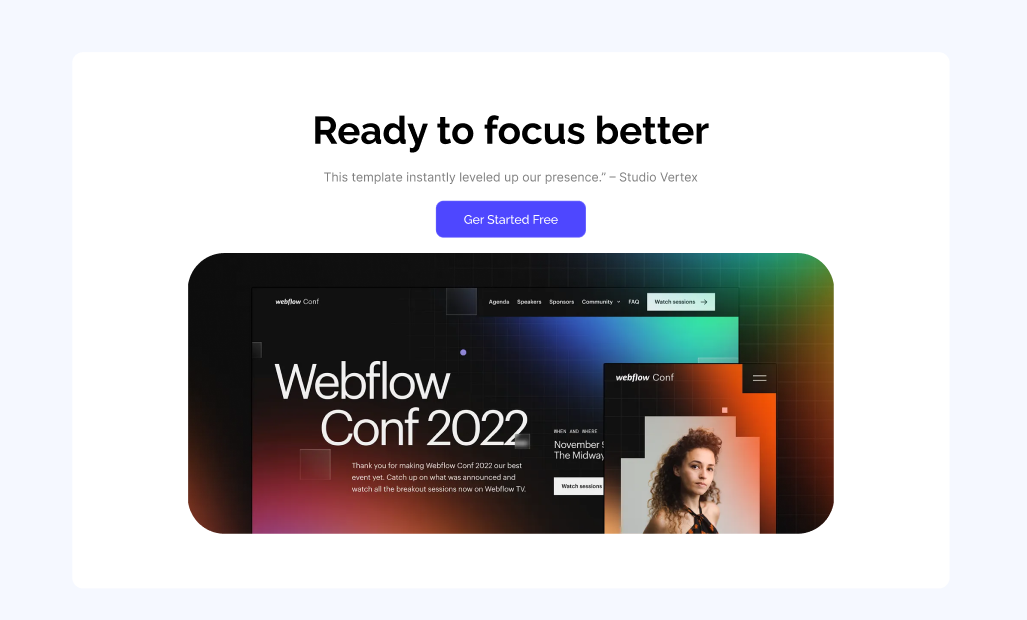 Ready to focus better
This template instantly leveled up our presence.” – Studio Vertex
Ger Started Free
webflow Conf
Agenda Speakers Sponsors Community FAQ Watch sessions
webflow Conf
Webflow
Conf 2022
WHEN AND WHERE
November 9
The Midway
Thank you for making Webflow Conf 2022 our best
event yet. Catch up on what was announced and
watch all the breakout sessions now on Webflow TV.
Watch sessions